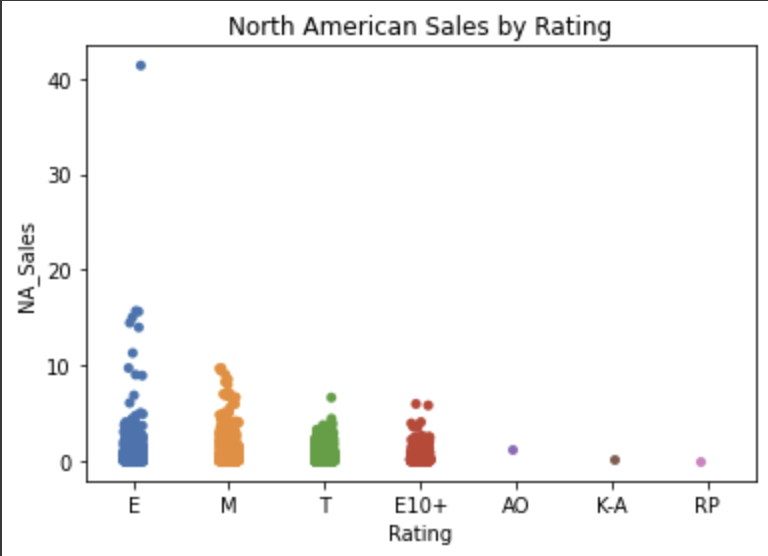 North American Sales by Rating
40
30
20
10
0
NA_Sales
E M T E10+ AO K-A RP
Rating